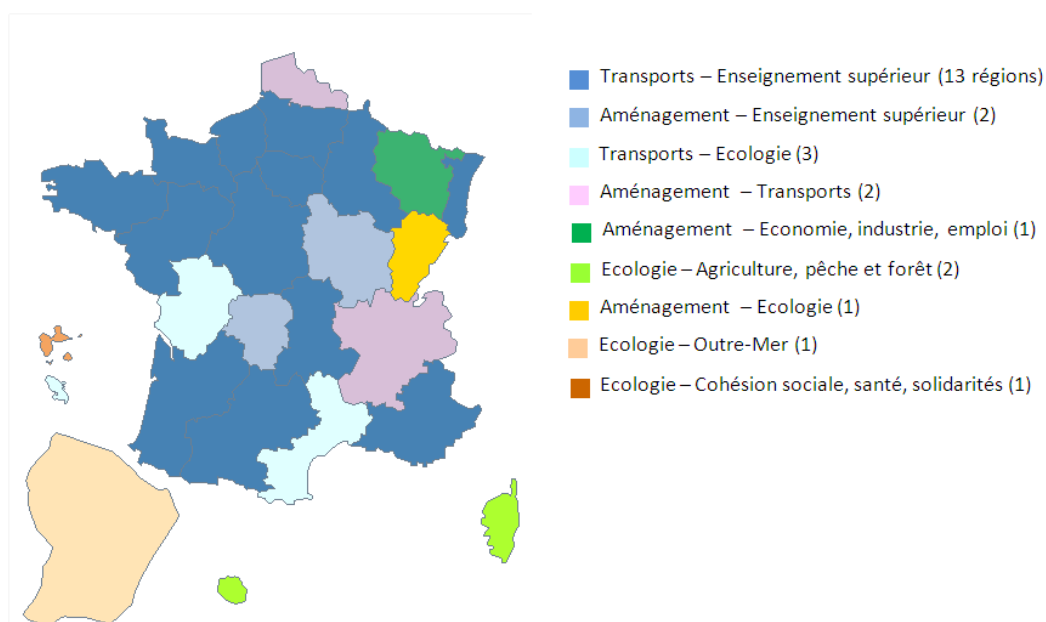 Transports – Enseignement supérieur (13 régions)
Aménagement – Enseignement supérieur (2)
Transports – Ecologie (3)
Aménagement – Transports (2)
Aménagement – Economie, industrie, emploi (1)
Ecologie – Agriculture, pêche et forêt (2)
Aménagement – Ecologie (1)
Ecologie – Outre-Mer (1)
Ecologie – Cohésion sociale, santé, solidarités (1)